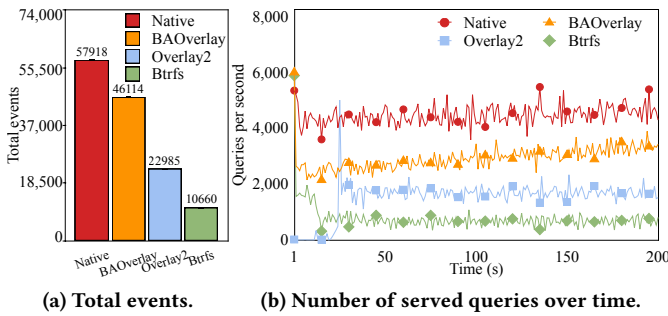 74,000
55,500
37,000
18,500
0
Total events
57918
46114
22985
10660
Native
BAOverlay
Overlay2
Btrfs
Native
BAOverlay
Overlay2
Btrfs
(a) Total events.
8,000
6,000
4,000
2,000
0
Queries per second
Native
BAOverlay
Overlay2
Btrfs
1
50
100
150
200
Time (s)
(b) Number of served queries over time.